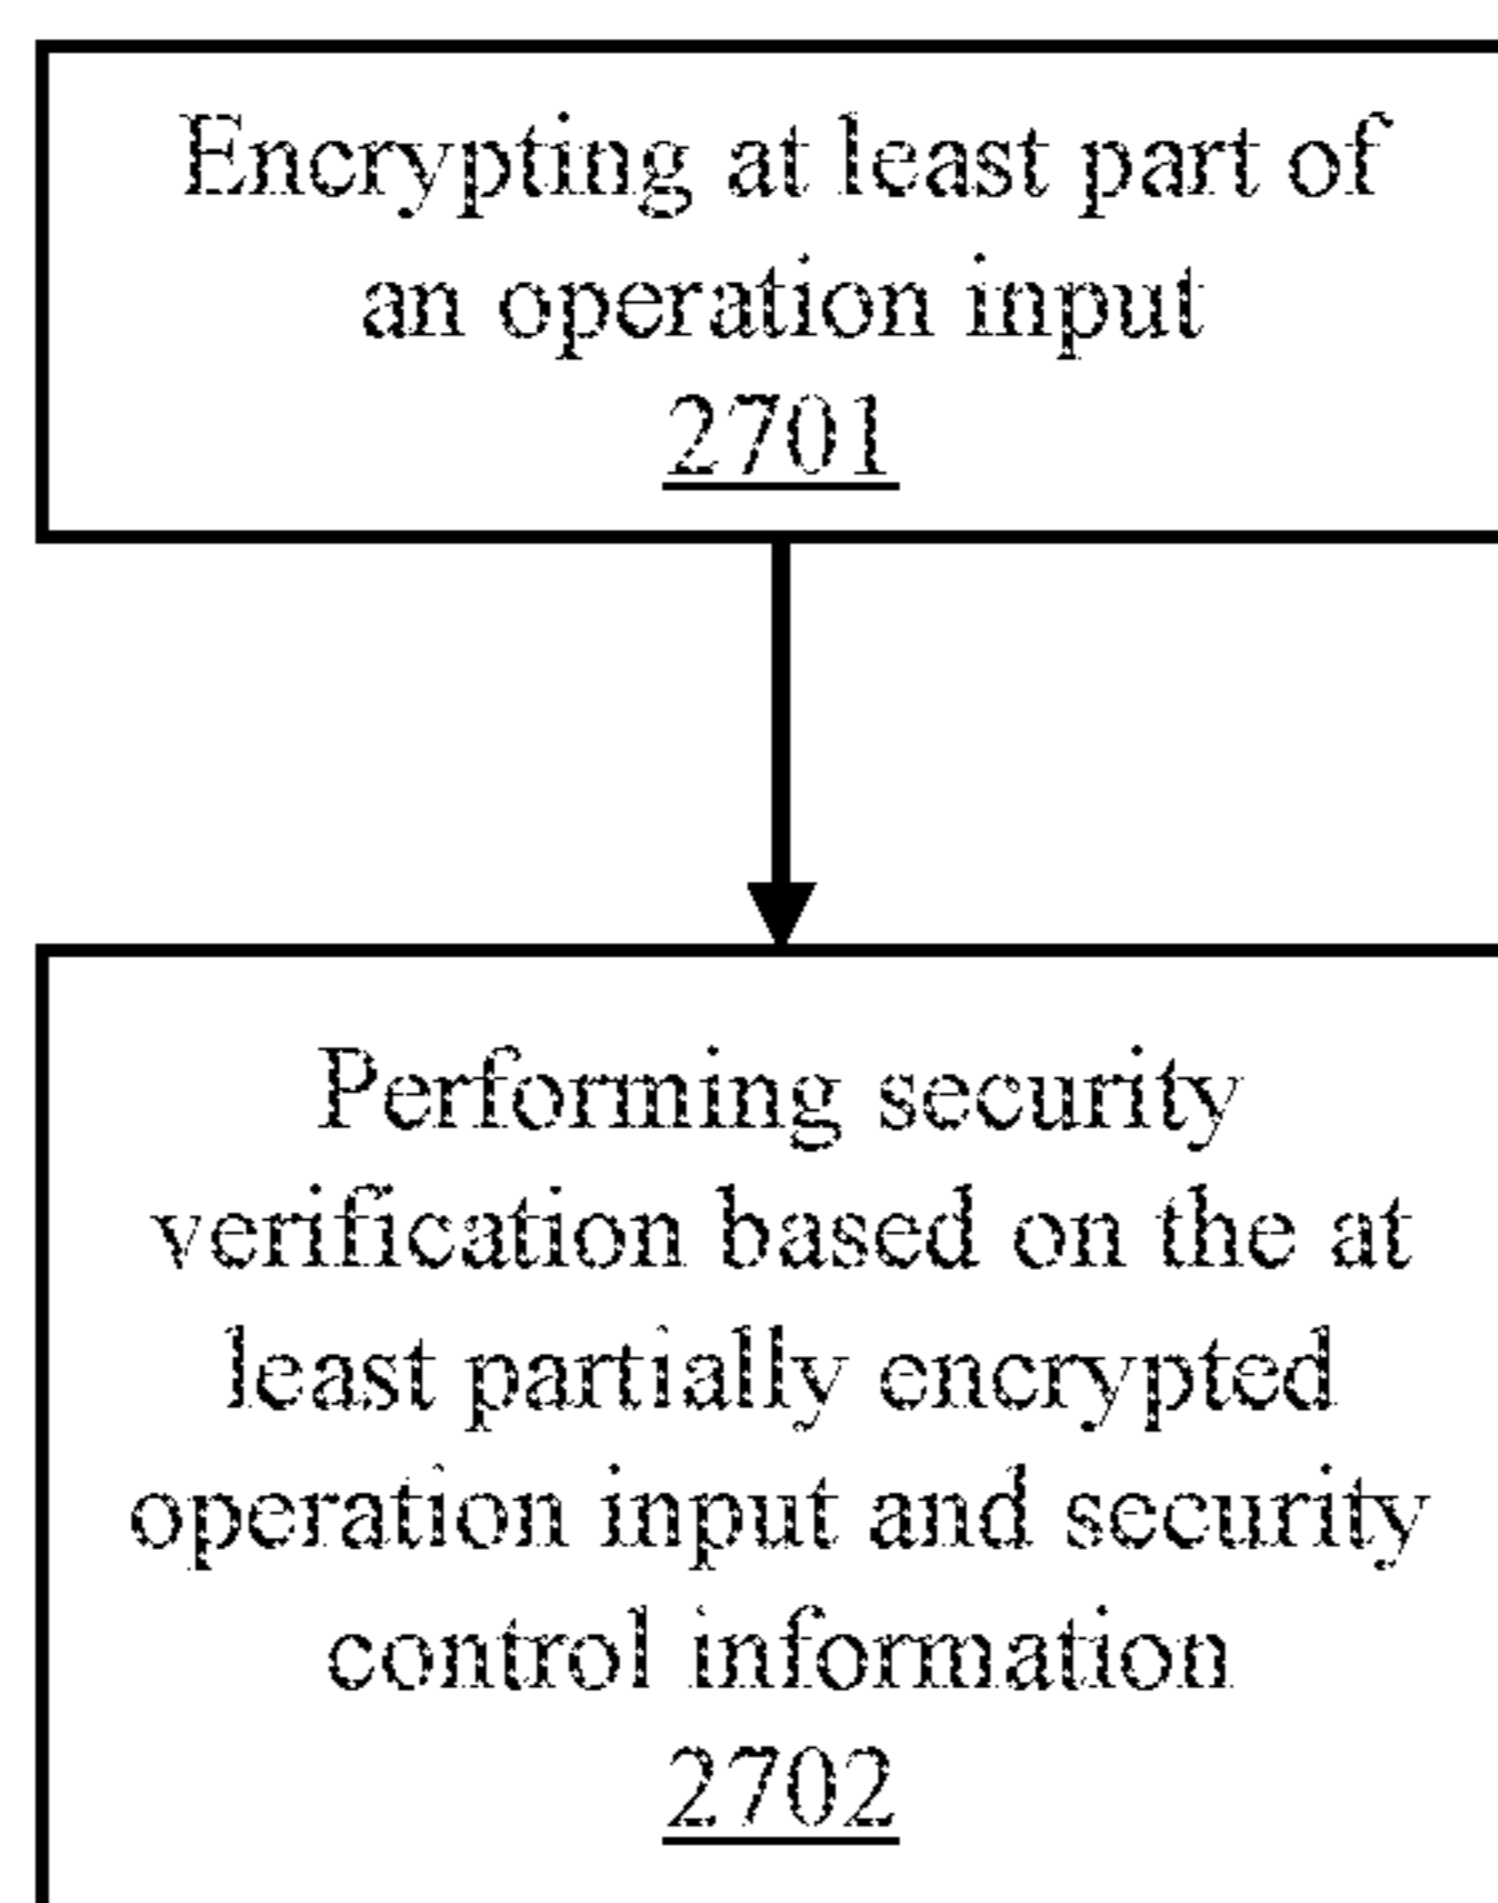 Encrypting at least part of
an operation input
2701
Performing security
verification based on the at
least partially encrypted
operation input and security
control information
2702